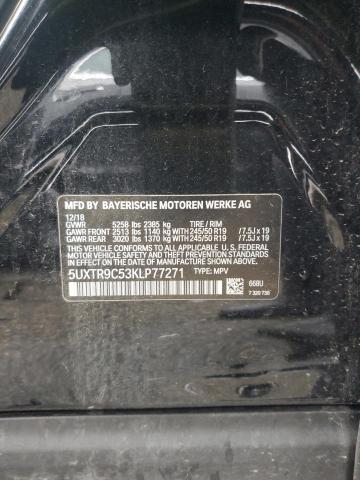 MFD BY BAYERISCHE MOTOREN WERKE AG
12/18
GVWR 5258 lbs 2385 kg TIRE / RIM
GAWR FRONT 2513 lbs 1140 kg WITH 245/50 R19 /7.5J x 19
GAWR REAR 3020 lbs 1370 kg WITH 245/50 R19 /7.5J x 19
THIS VEHICLE CONFORMS TO ALL APPLICABLE U. S. FEDERAL
MOTOR VEHICLE SAFETY, BUMPER, AND THEFT PREVENTION
STANDARDS IN EFFECT ON THE DATE OF MANUFACTURE SHOWN ABOVE.
5UXTR9C53KLP77271 TYPE: MPV
668U
7 320 730